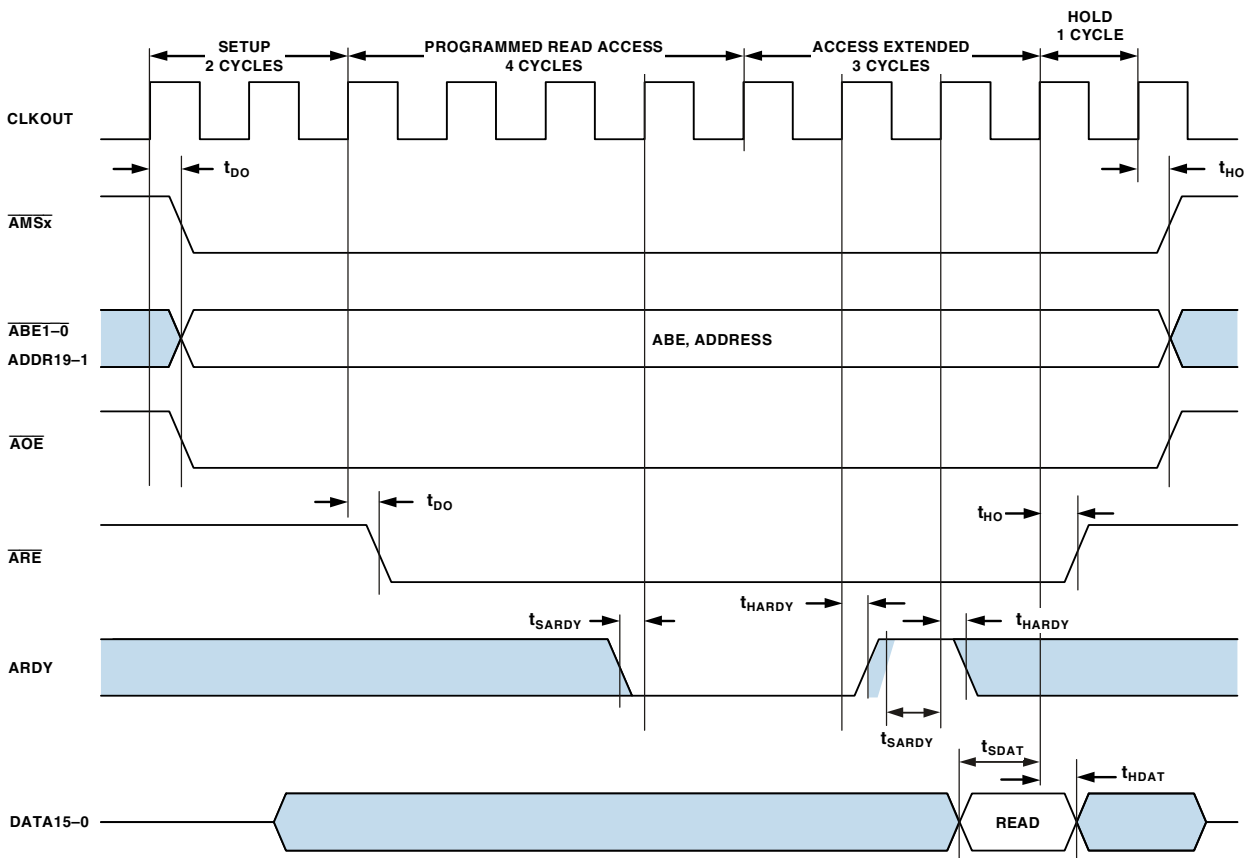 SETUP
2 CYCLES
PROGRAMMED READ ACCESS
4 CYCLES
ACCESS EXTENDED
3 CYCLES
HOLD
1 CYCLE
CLKOUT
tDO
tHO
AMSx
ABE1–0
ADDR19–1
ABE, ADDRESS
AOE
tDO
tHO
ARE
tSARDY
tHARDY
tHARDY
ARDY
tSARDY
tSDAT
tHDAT
DATA15–0
READ